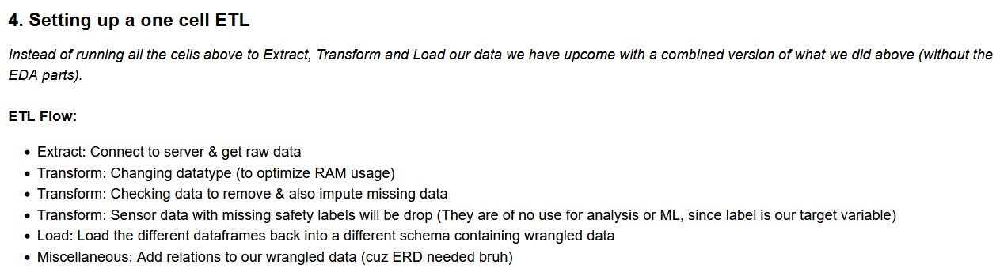 4. Setting up a one cell ETL
Instead of running all the cells above to Extract, Transform and Load our data we have upcome with a combined version of what we did above (without the
EDA parts).
ETL Flow:
• Extract: Connect to server & get raw data
• Transform: Changing datatype (to optimize RAM usage)
• Transform: Checking data to remove & also impute missing data
• Transform: Sensor data with missing safety labels will be drop (They are of no use for analysis or ML, since label is our target variable)
• Load: Load the different dataframes back into a different schema containing wrangled data
• Miscellaneous: Add relations to our wrangled data (cuz ERD needed bruh)